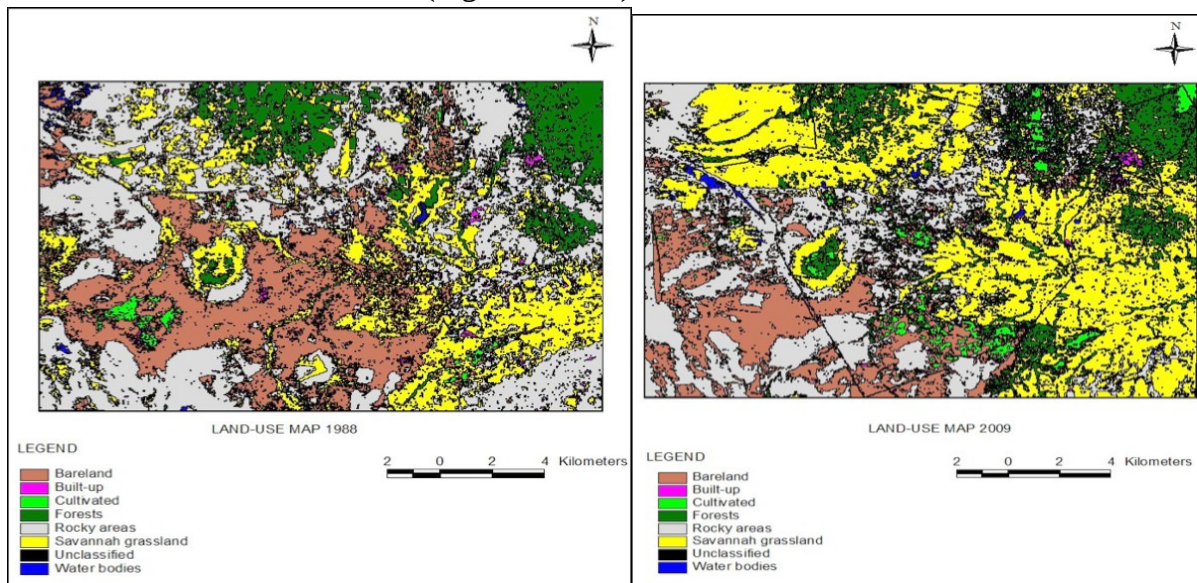 N
LAND-USE MAP 1988
LEGEND
Bareland
Built-up
Cultivated
Forests
Rocky areas
Savannah grassland
Unclassified
Water bodies
2 0 2 4 Kilometers
N
LAND-USE MAP 2009
LEGEND
Bareland
Built-up
Cultivated
Forests
Rocky areas
Savannah grassland
Unclassified
Water bodies
2 0 2 4 Kilometers